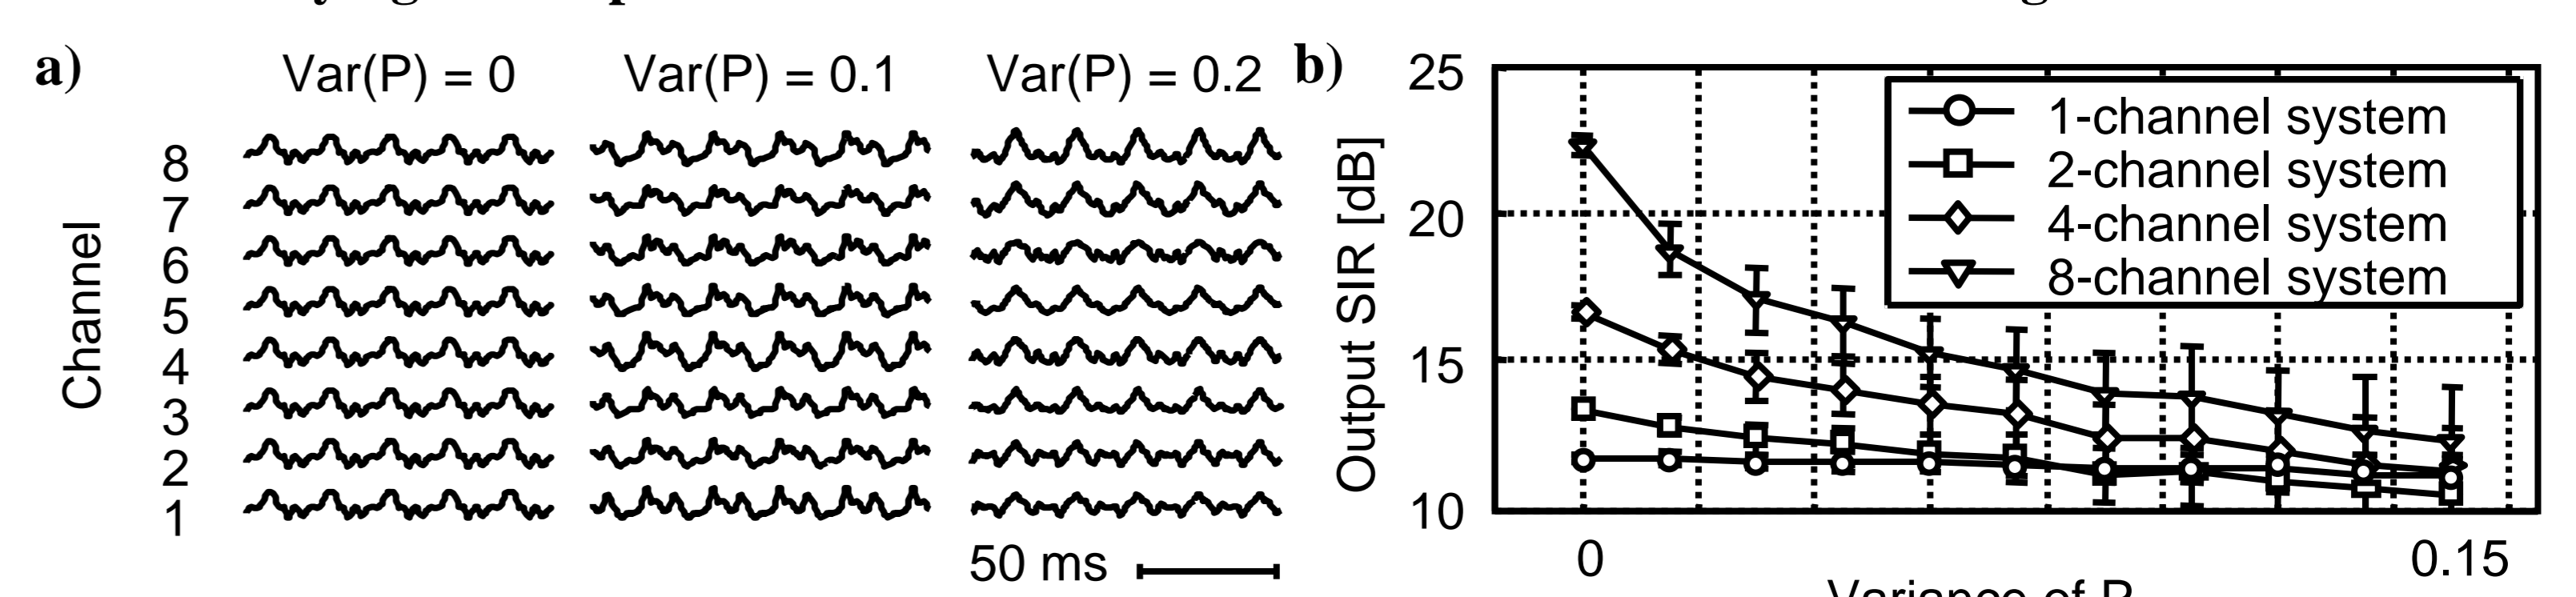 a)
Var(P) = 0 Var(P) = 0.1 Var(P) = 0.2
Channel
8
7
6
5
4
3
2
1
50 ms
b)
Output SIR [dB]
25
20
15
10
1-channel system
2-channel system
4-channel system
8-channel system
0 0.15
Variance of P